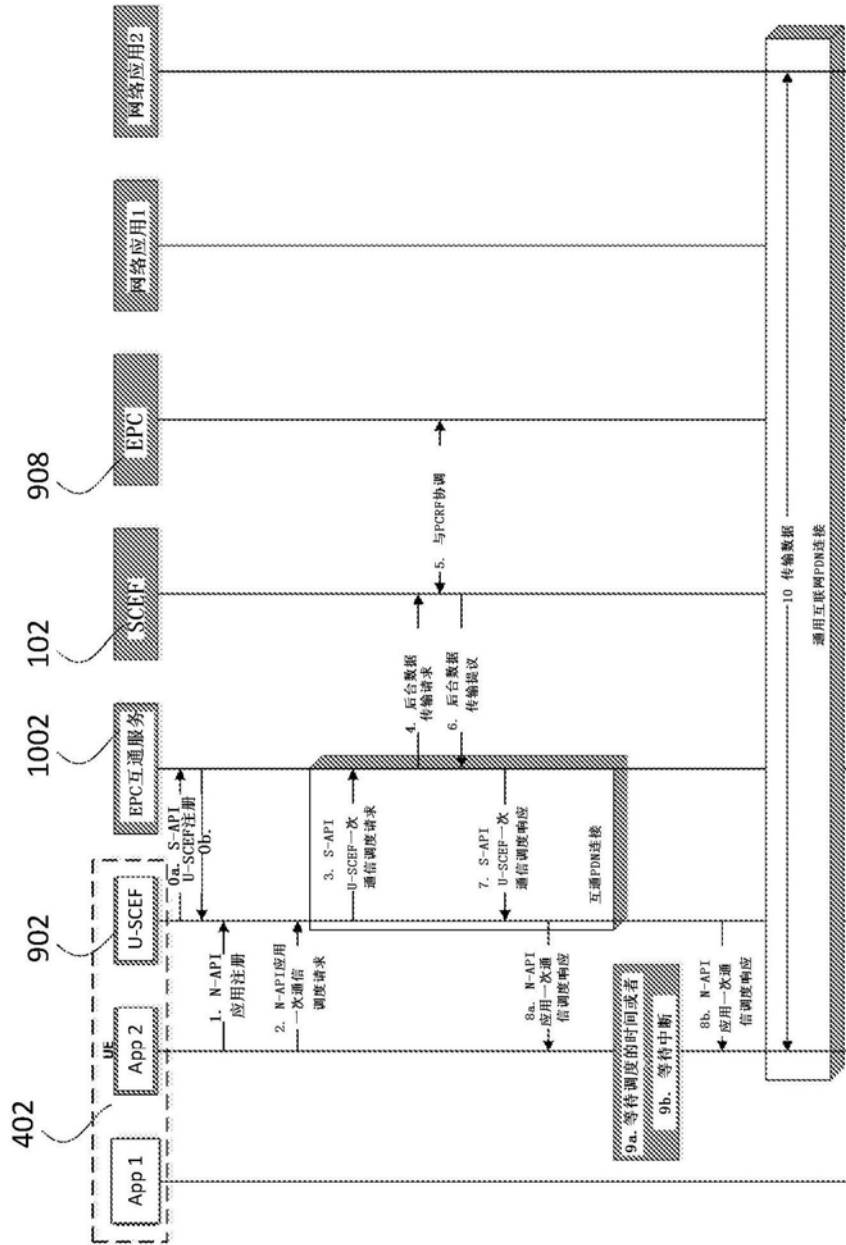 402
902
1002
102
908
UE
App 1
App 2
U-SCEF
EPC互通服务
SCEF
EPC
网络应用1
网络应用2
0a. S-API
U-SCEF注册
0b.
1. N-API
应用注册
2. N-API应用
一次通信
调度请求
3. S-API
U-SCEF一次
通信调度请求
4. 后台数据
传输请求
5. 与PCRF协调
6. 后台数据
传输提议
7. S-API
U-SCEF一次
通信调度响应
互通PDN连接
8a. N-API
应用一次通
信调度响应
9a.等待调度的时间或者
9b. 等待中断
8b. N-API
应用一次通
信调度响应
10 传输数据
通用互联网PDN连接